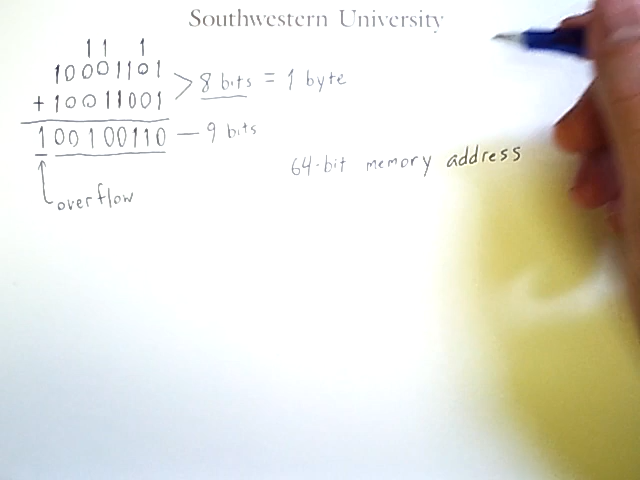 Southwestern University
11 1
10001101
+ 10011001
> 8 bits = 1 byte
100100110 — 9 bits
overflow
64-bit memory address